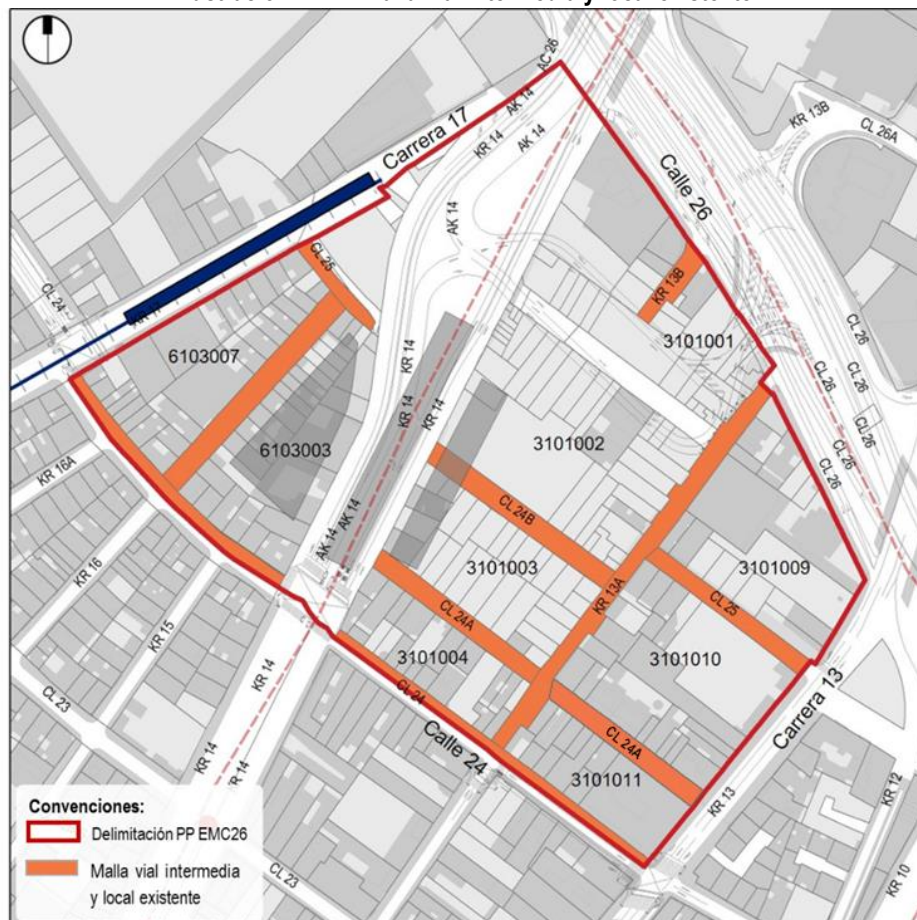 AC 26
AK 14
KR 14
AK 14
Carrera 17
KR 13B
CL 26A
Calle 26
AK 14
CL 25
CL 24
KR 13B
6103007
3101001
CL 26
CL 26
KR 14
KR 14
KR 14
CL 26
CL 26
6103003
3101002
CL 26
KR 16A
AK 14
AK 14
CL 24B
KR 16
3101003
KR 13A
3101009
CL 25
KR 15
CL 24A
3101004
3101010
KR 14
CL 24
Carrera 13
CL 23
Calle 24
CL 24A
KR 14
KR 14
3101011
KR 13
KR 12
KR 10
CL 23
Convenciones:
Delimitación PP EMC26
Malla vial intermedia
y local existente